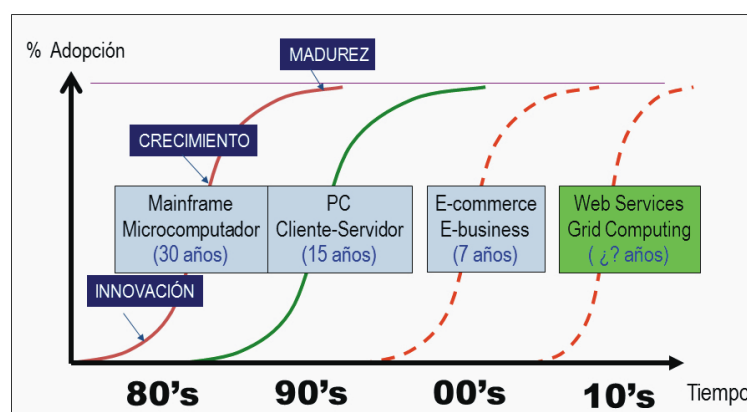 % Adopción
MADUREZ
CRECIMIENTO
Mainframe
Microcomputador
(30 años)
PC
Cliente-Servidor
(15 años)
E-commerce
E-business
(7 años)
Web Services
Grid Computing
( ¿? años)
INNOVACIÓN
80's 90's 00's 10's Tiempo